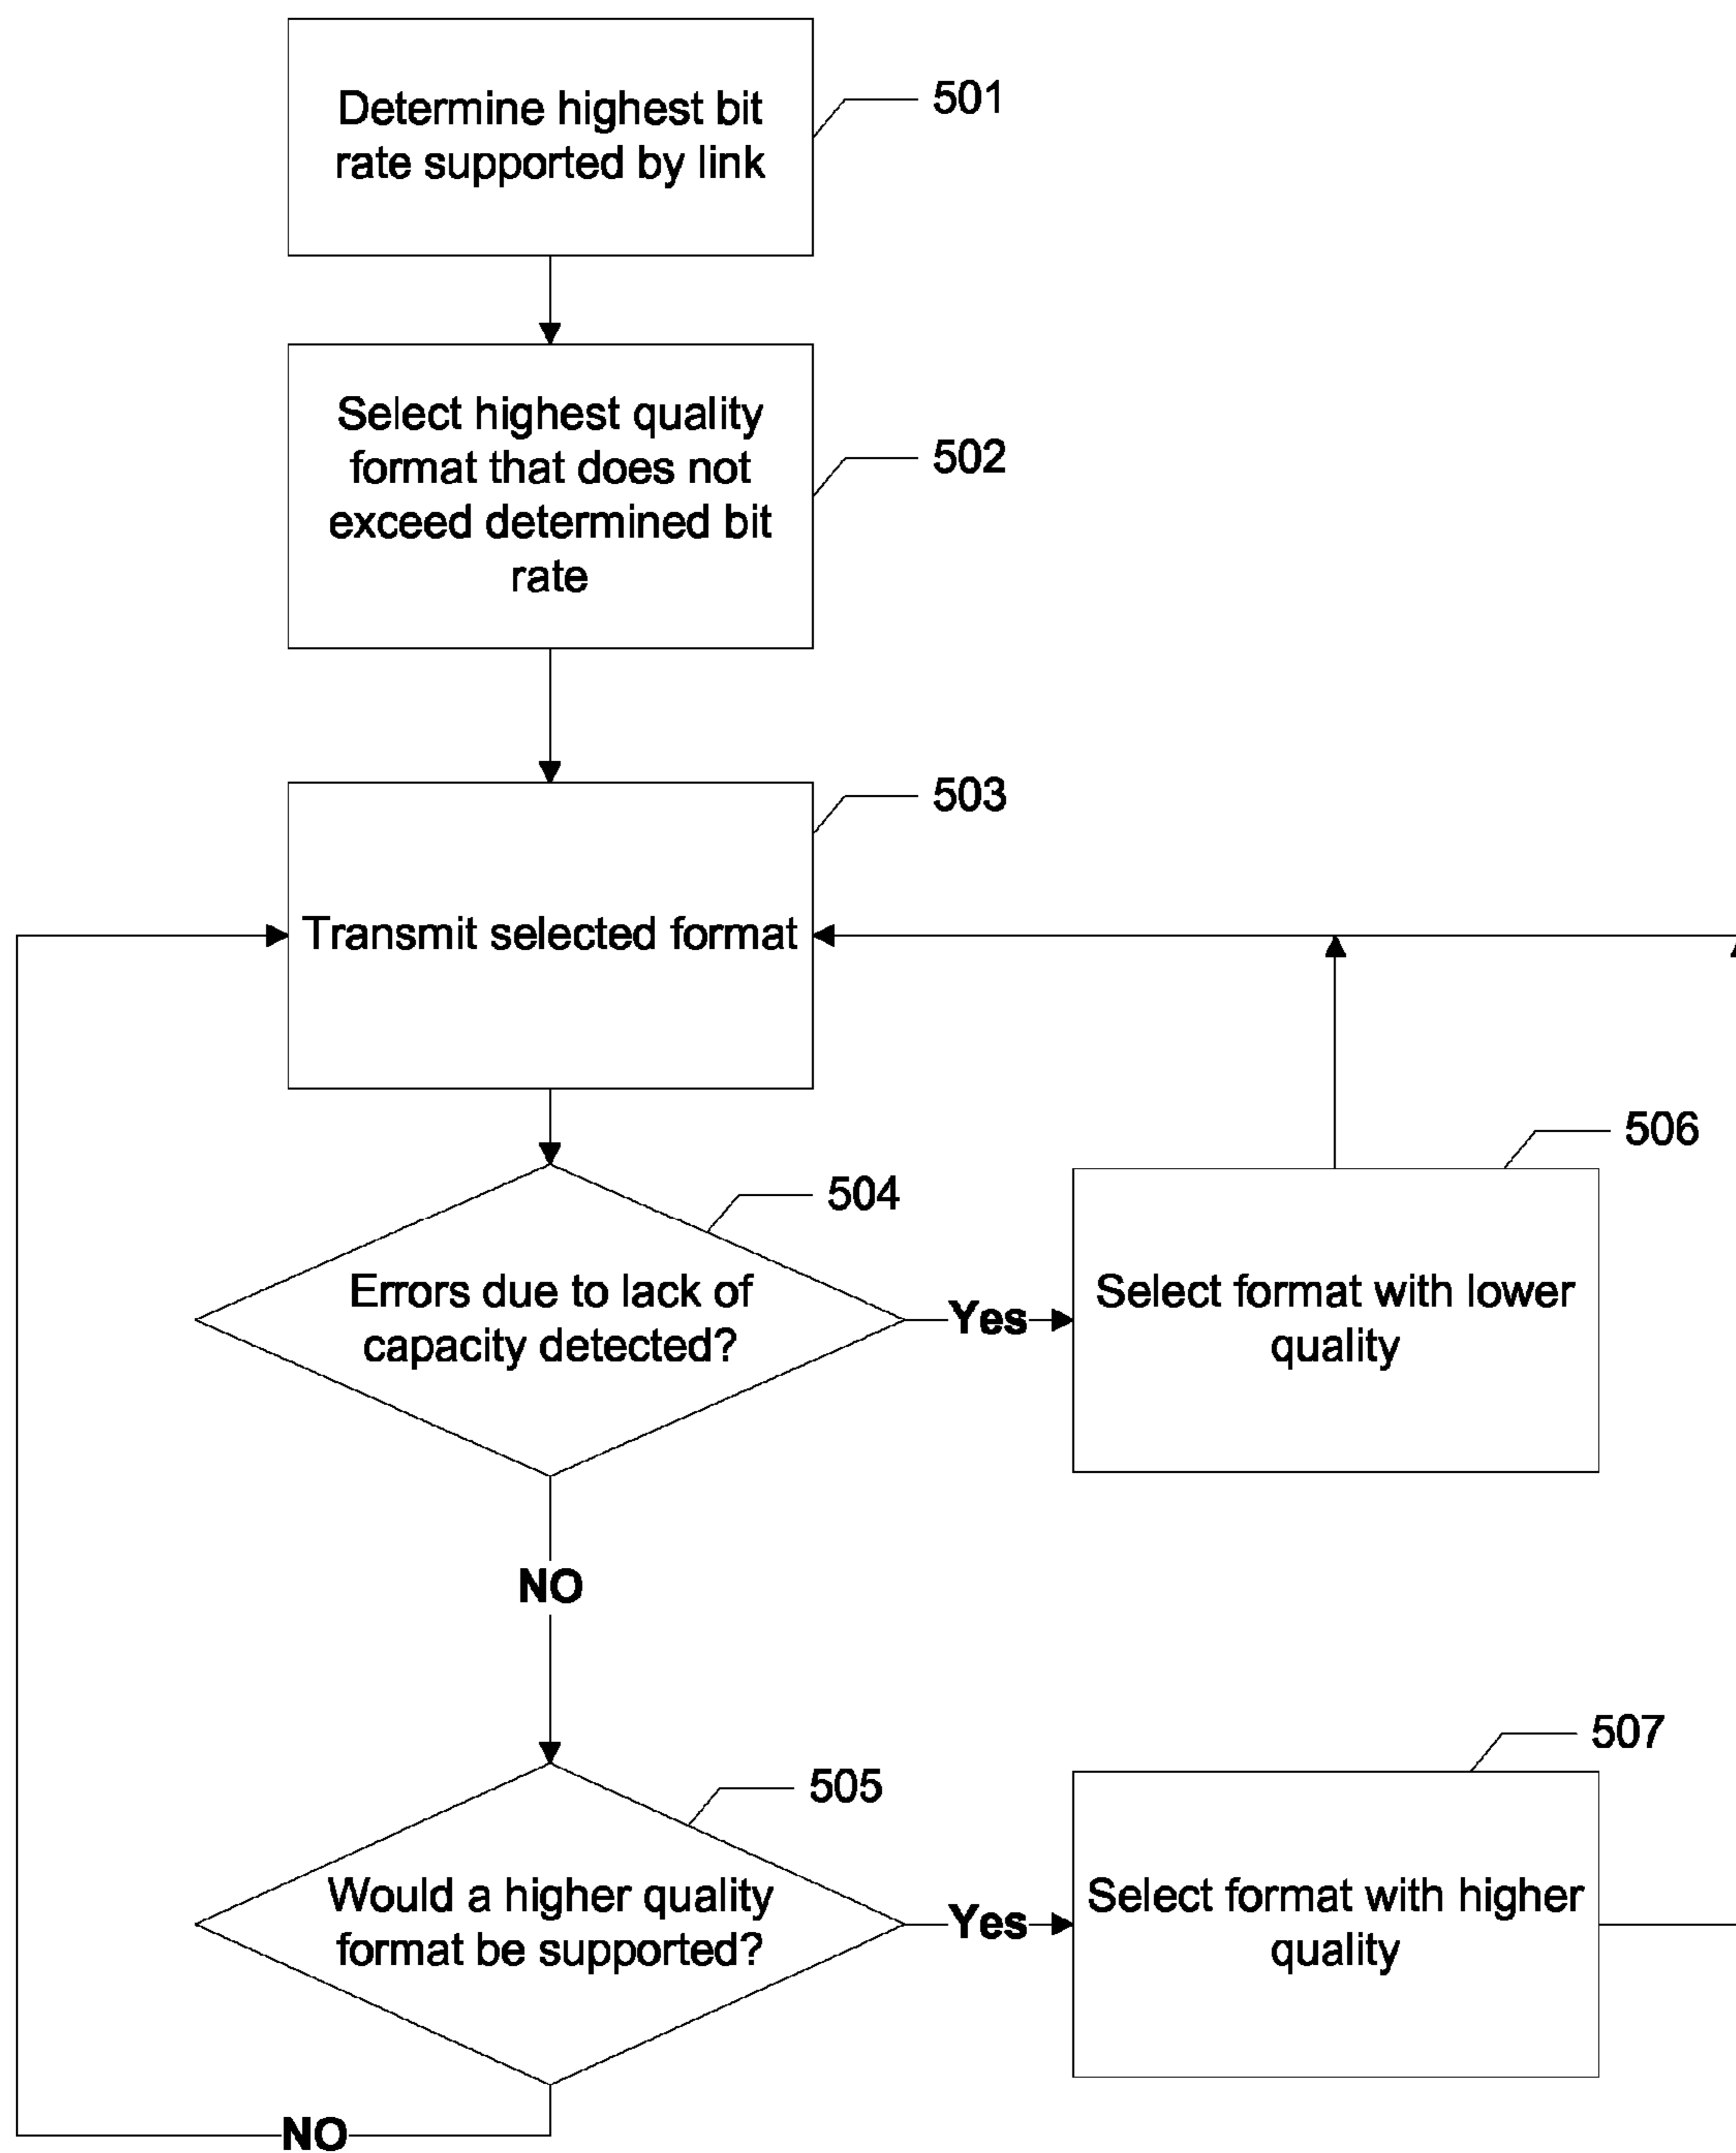 Determine highest bit
rate supported by link
501
Select highest quality
format that does not
exceed determined bit
rate
502
503
Transmit selected format
504
Errors due to lack of
capacity detected?
Yes
506
Select format with lower
quality
NO
505
Would a higher quality
format be supported?
Yes
507
Select format with higher
quality
NO